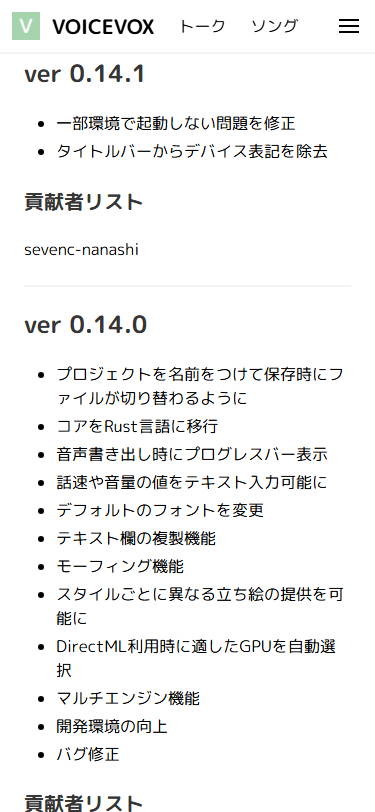 V VOICEVOX トーク ソング
ver 0.14.1
一部環境で起動しない問題を修正
タイトルバーからデバイス表記を除去
貢献者リスト
sevenc-nanashi
ver 0.14.0
プロジェクトを名前をつけて保存時にフ
ァイルが切り替わるように
コアをRust言語に移行
音声書き出し時にプログレスバー表示
話速や音量の値をテキスト入力可能に
デフォルトのフォントを変更
テキスト欄の複製機能
モーフィング機能
スタイルごとに異なる立ち絵の提供を可
能に
DirectML利用時に適したGPUを自動選
択
マルチエンジン機能
開発環境の向上
バグ修正
貢献者リスト